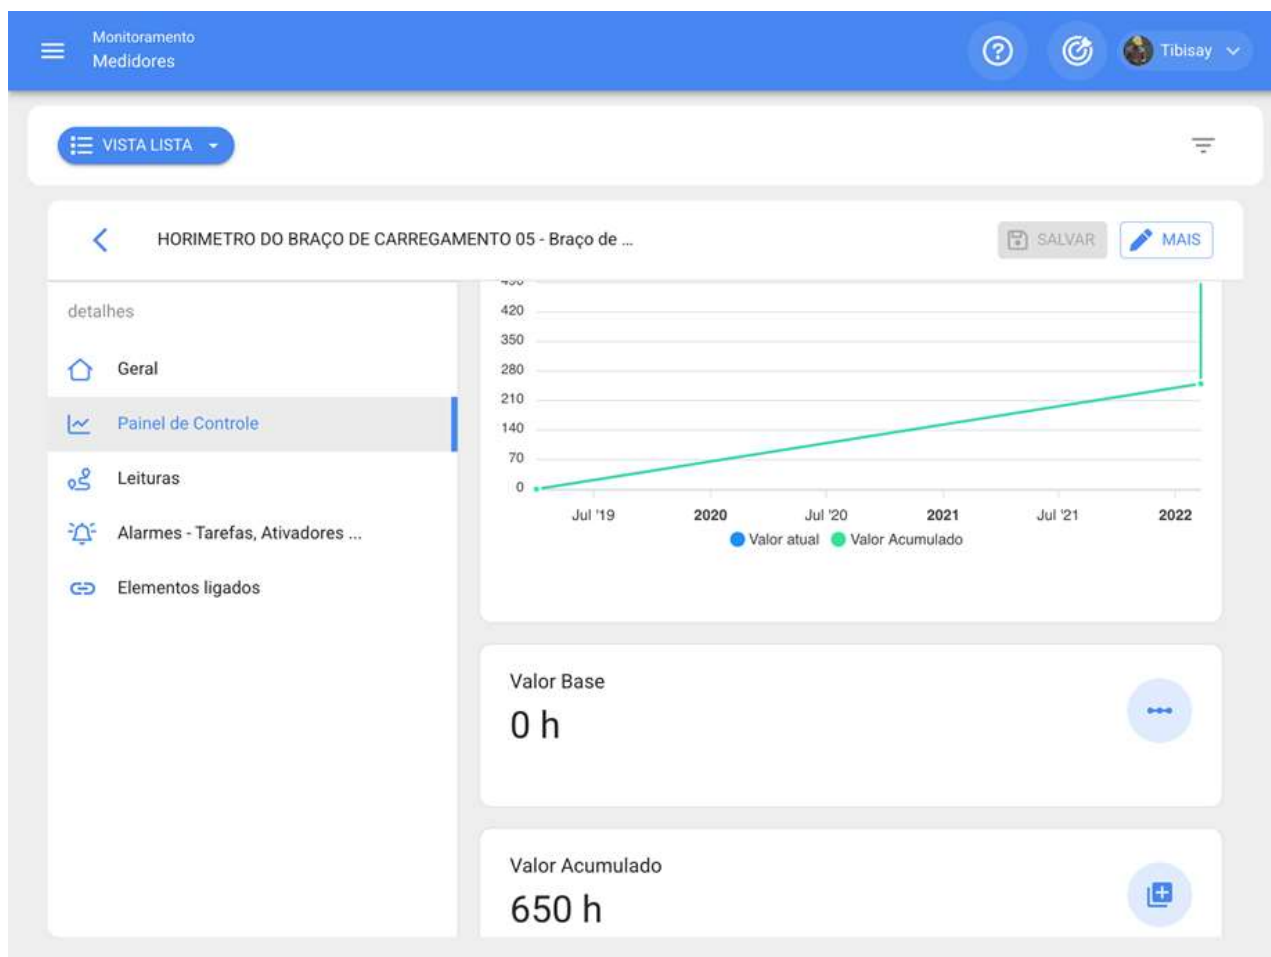 Monitoramento
Medidores
Tibisay
VISTA LISTA
HORIMETRO DO BRAÇO DE CARREGAMENTO 05 - Braço de ...
SALVAR
MAIS
detalhes
Geral
Painel de Controle
Leituras
Alarmes - Tarefas, Ativadores ...
Elementos ligados
490
420
350
280
210
140
70
0
Jul '19 2020 Jul '20 2021 Jul '21 2022
Valor atual Valor Acumulado
Valor Base
0 h
Valor Acumulado
650 h